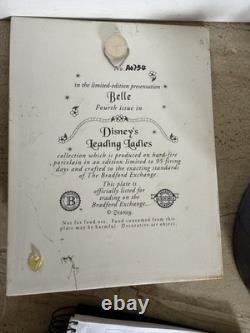 No. A0754
in the limited-edition presentation
Belle
Fourth issue in
Disney's
Leading Ladies
collection which is produced on hard-fire
porcelain in an edition limited to 95 firing
days and crafted to the exacting standards of
The Bradford Exchange.
This plate is
officially listed for
trading on the
Bradford Exchange.
© Disney.
B
Not for food use. Food consumed from this
plate may be harmful. Decorative art object.